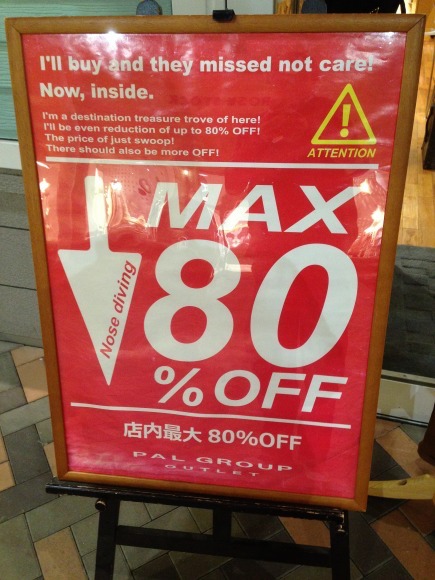 I'll buy and they missed not care!
Now, inside.
I'm a destination treasure trove of here!
I'll be even reduction of up to 80% OFF!
The price of just swoop!
There should also be more OFF!
ATTENTION
MAX
80
% OFF
Nose diving
店内最大 80%OFF
PAL GROUP
OUTLET